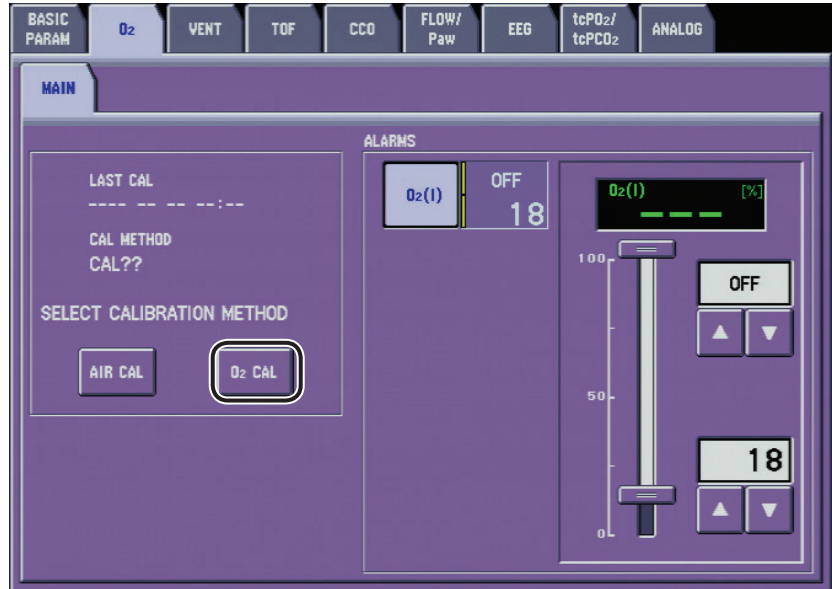 BASIC PARAM
O2
VENT
TOF
CCO
FLOW/ Paw
EEG
tcPO2/ tcPCO2
ANALOG
MAIN
LAST CAL
---- -- -- --:--
CAL METHOD
CAL??
SELECT CALIBRATION METHOD
AIR CAL
O2 CAL
ALARMS
O2(I)
OFF
18
O2(I) [%]
---
100
50
0
OFF
▲ ▼
18
▲ ▼